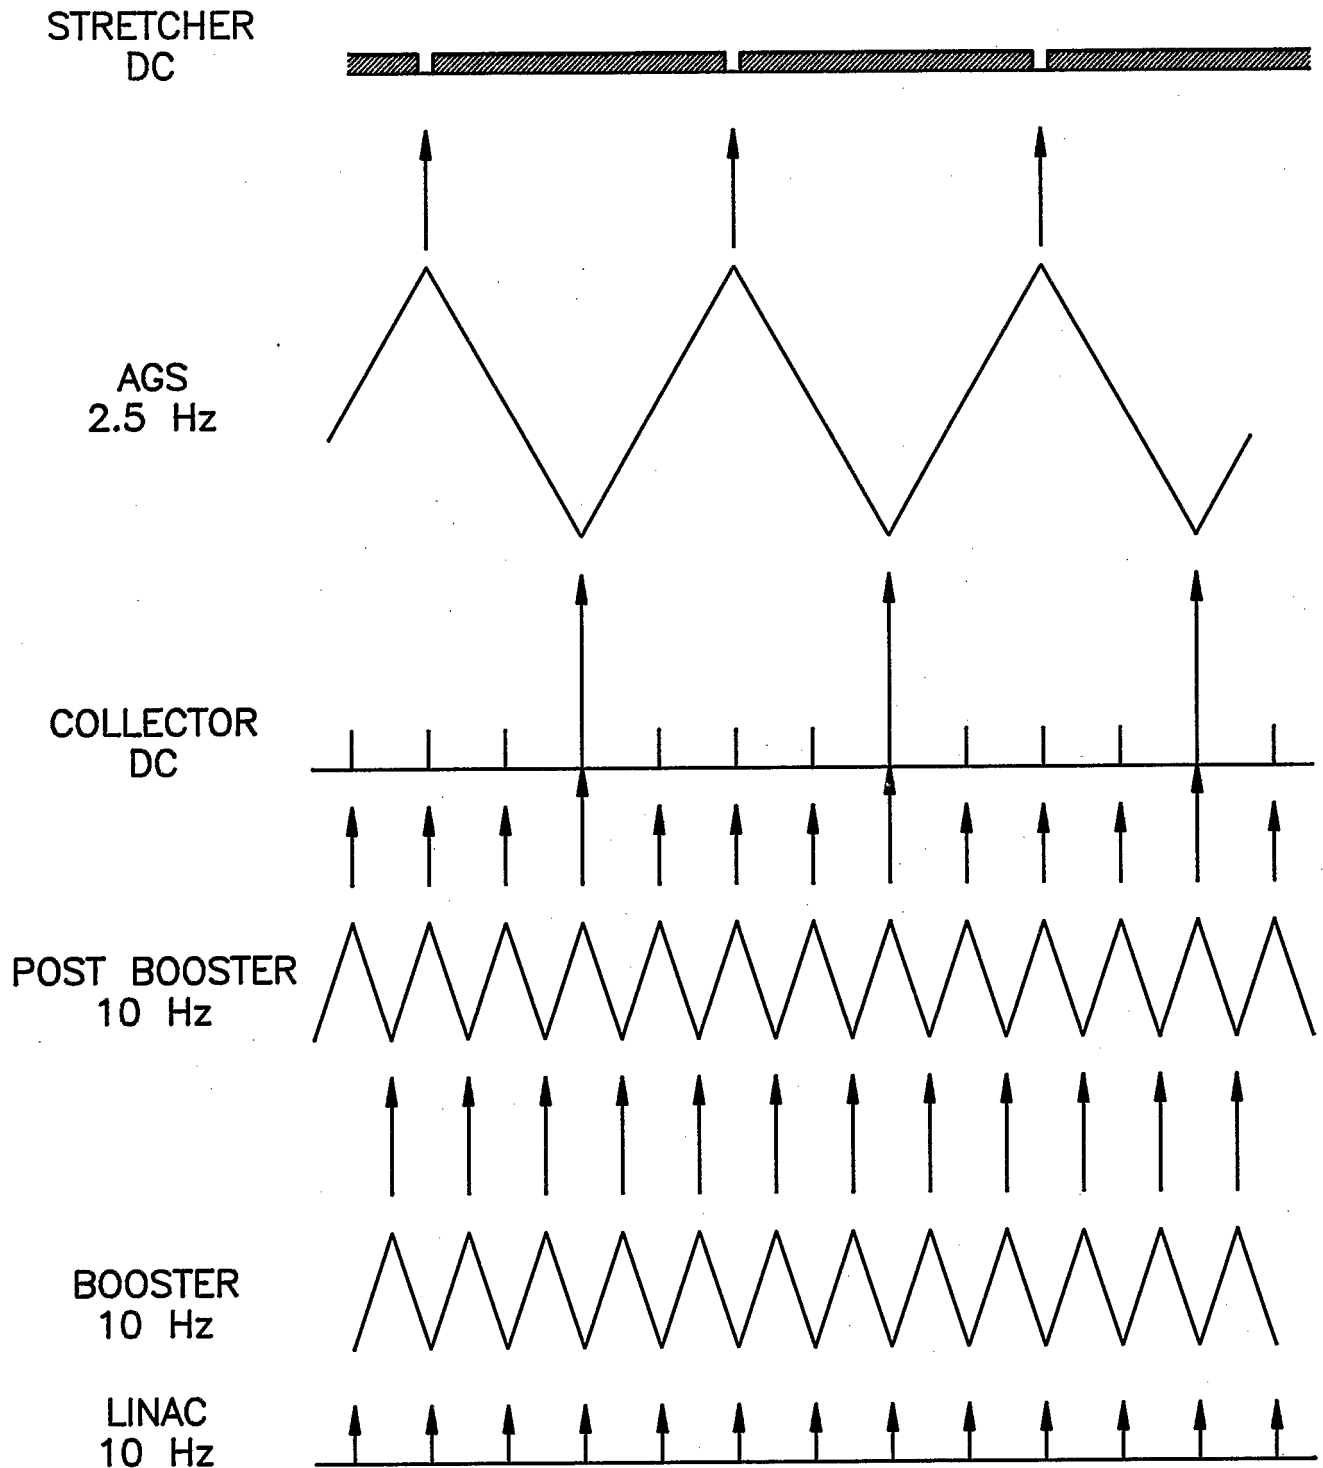 STRETCHER
DC
AGS
2.5 Hz
COLLECTOR
DC
POST BOOSTER
10 Hz
BOOSTER
10 Hz
LINAC
10 Hz